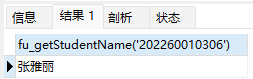 信息 结果 1 剖析 状态
fu_getStudentName('202260010306')
张雅丽